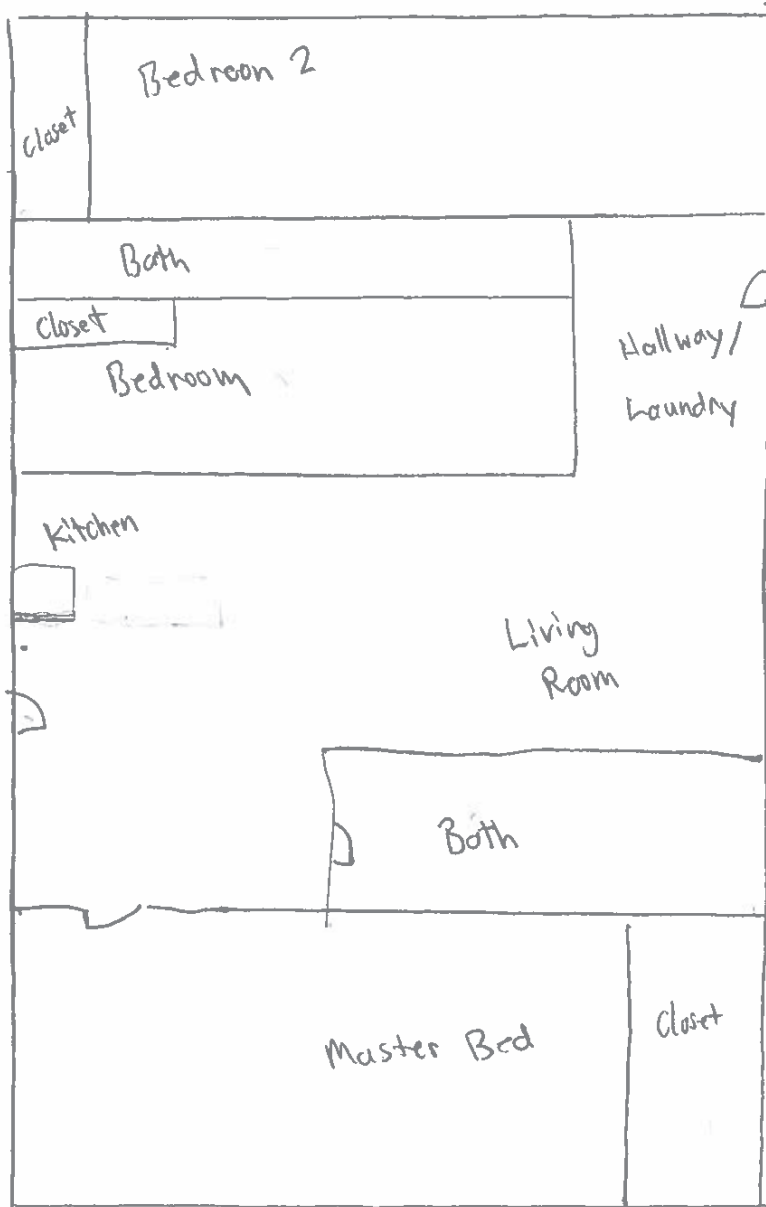 Bedroon 2
Closet
Bath
Closet
Bedroom
Hallway/
Laundry
Kitchen
Living
Room
Bath
Master Bed
Closet